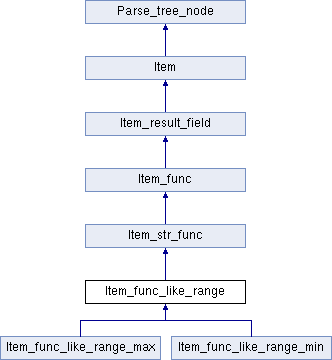 Parse_tree_node
Item
Item_result_field
Item_func
Item_str_func
Item_func_like_range
Item_func_like_range_max
Item_func_like_range_min